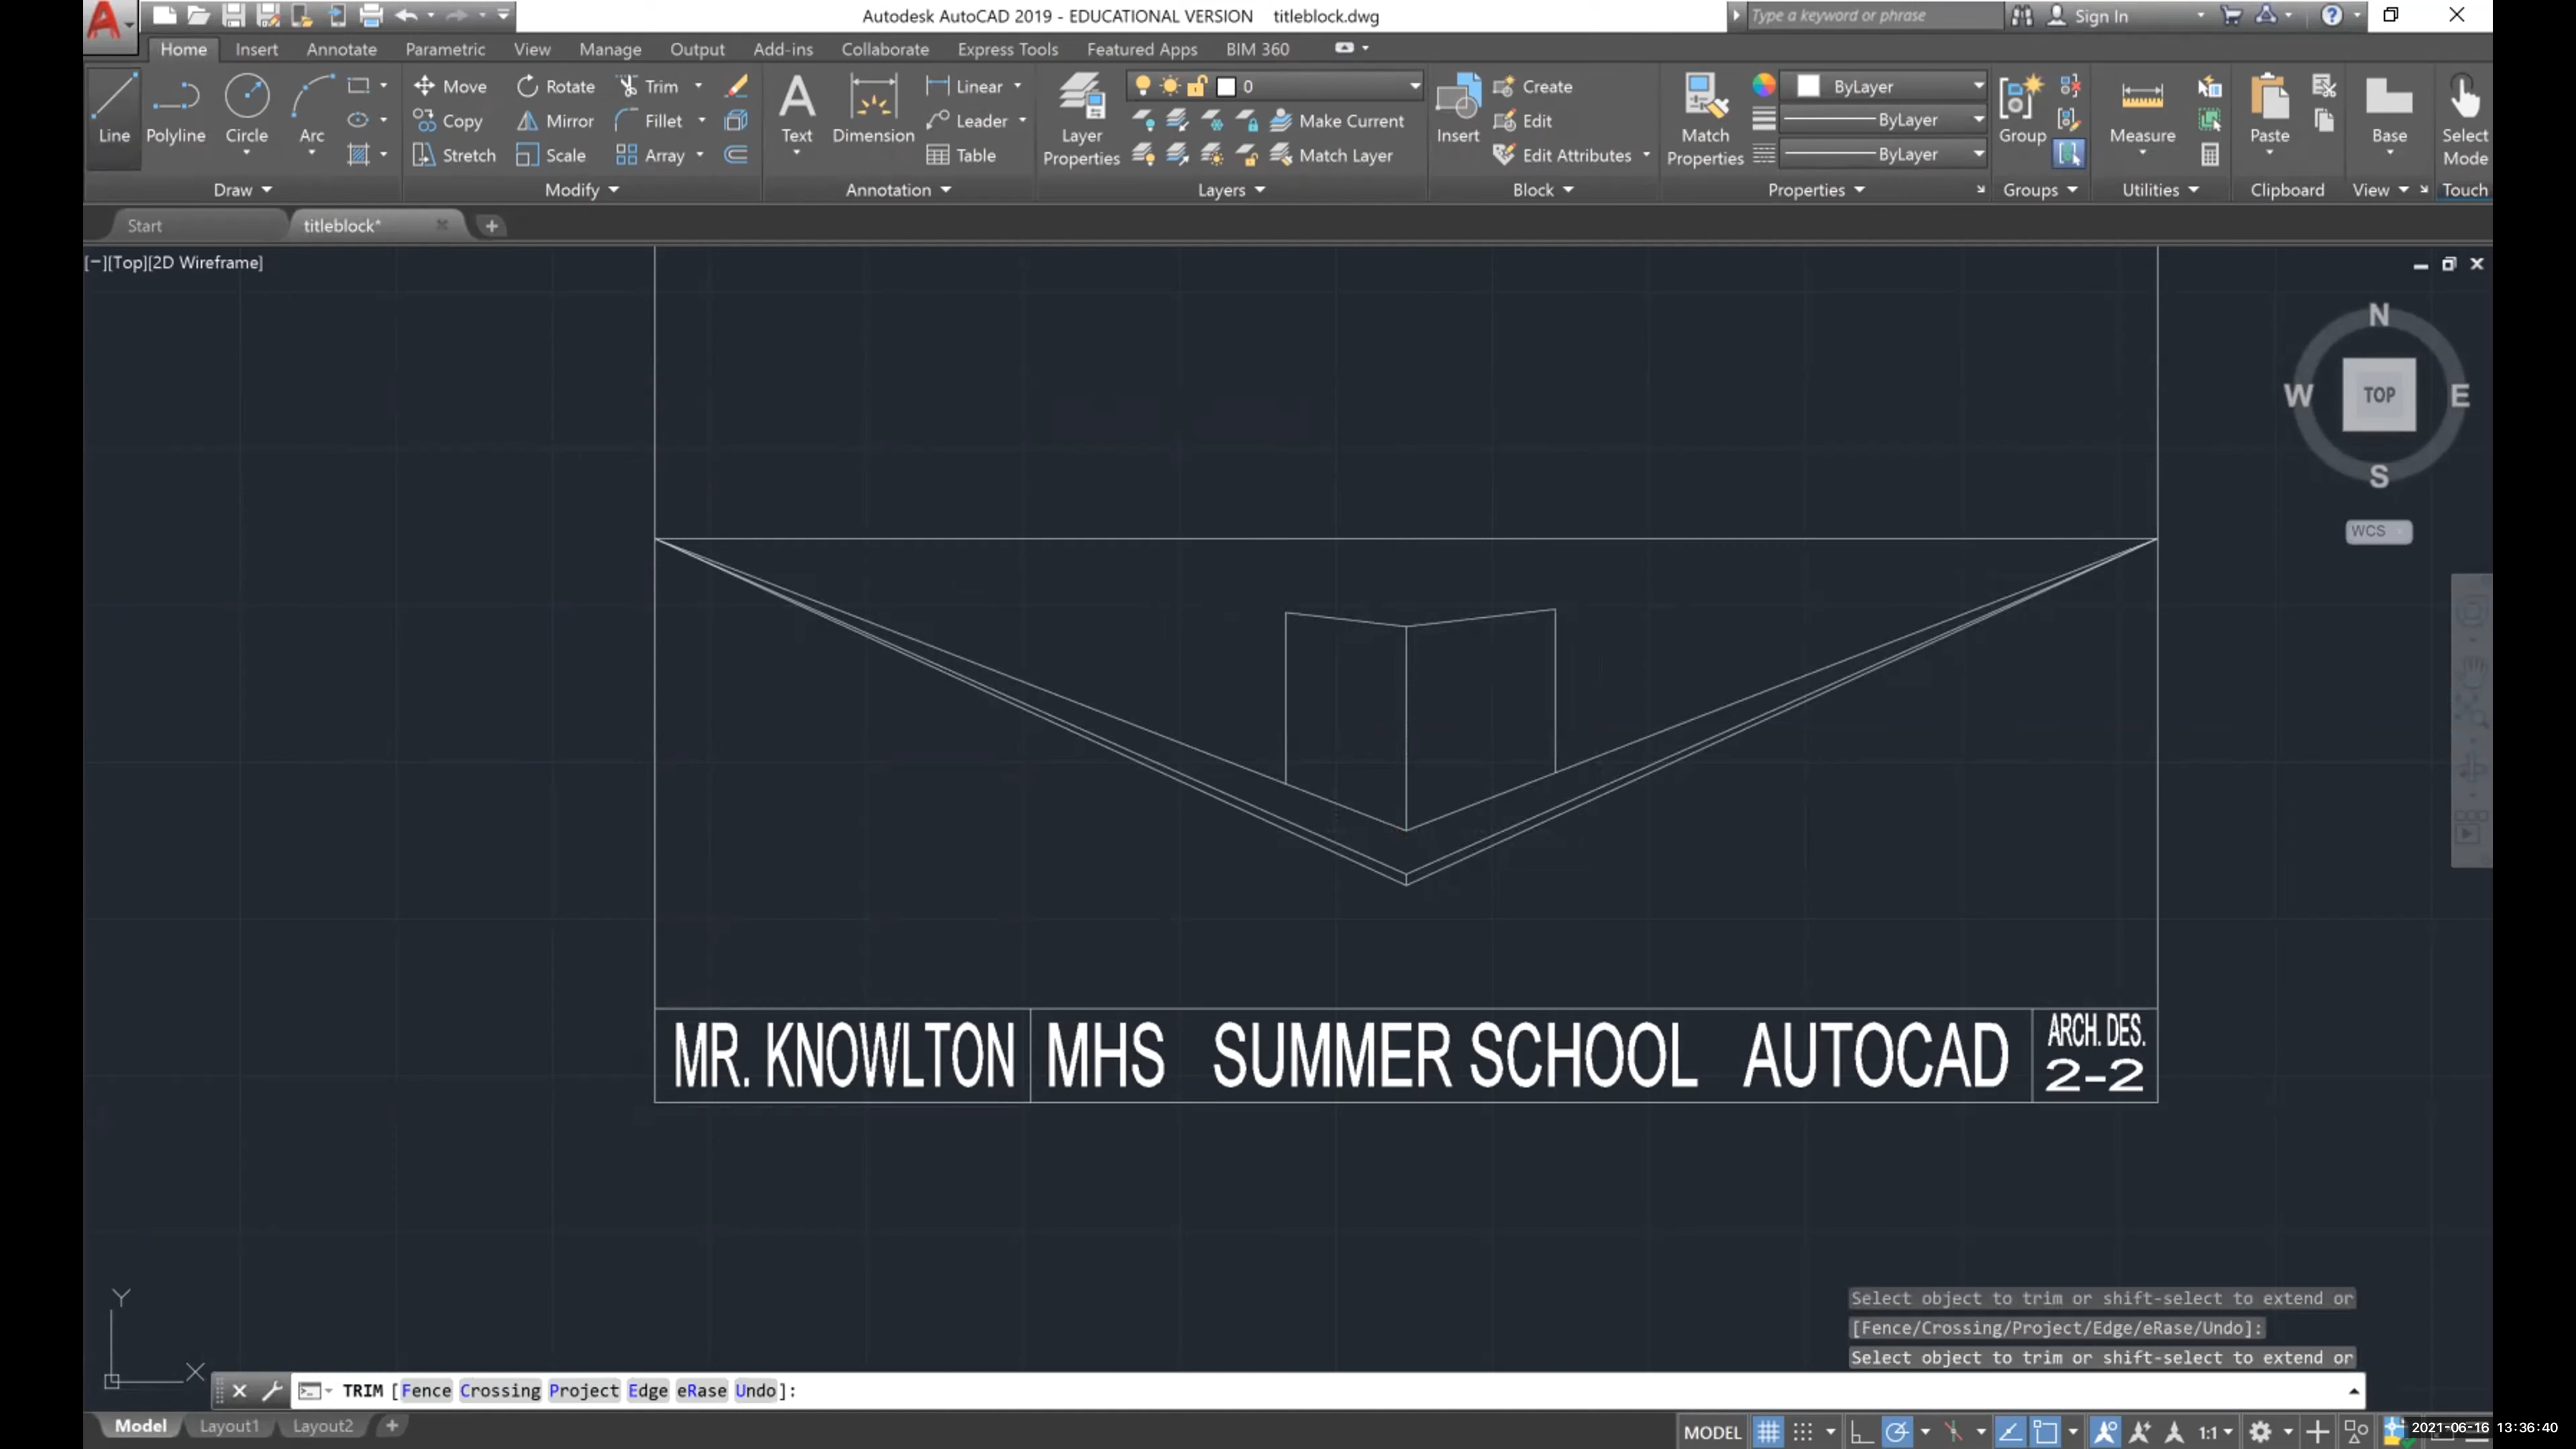 Autodesk AutoCAD 2019 - EDUCATIONAL VERSION titleblock.dwg
Type a keyword or phrase
Sign In
Home Insert Annotate Parametric View Manage Output Add-ins Collaborate Express Tools Featured Apps BIM 360
Move Rotate Trim Linear 0 Create ByLayer
Copy Mirror Fillet Leader Make Current Edit ByLayer
Line Polyline Circle Arc Text Dimension Layer Properties Insert Match Properties Group Measure Paste Base Select Mode
Stretch Scale Array Table Match Layer Edit Attributes ByLayer
Draw Modify Annotation Layers Block Properties Groups Utilities Clipboard View Touch
Start titleblock*
[−][Top][2D Wireframe]
N
W TOP E
S
WCS
MR. KNOWLTON MHS SUMMER SCHOOL AUTOCAD ARCH. DES.
2-2
Y
X
Select object to trim or shift-select to extend or
[Fence/Crossing/Project/Edge/eRase/Undo]:
Select object to trim or shift-select to extend or
TRIM [Fence Crossing Project Edge eRase Undo]:
Model Layout1 Layout2
MODEL 1:1 2021-06-16 13:36:40